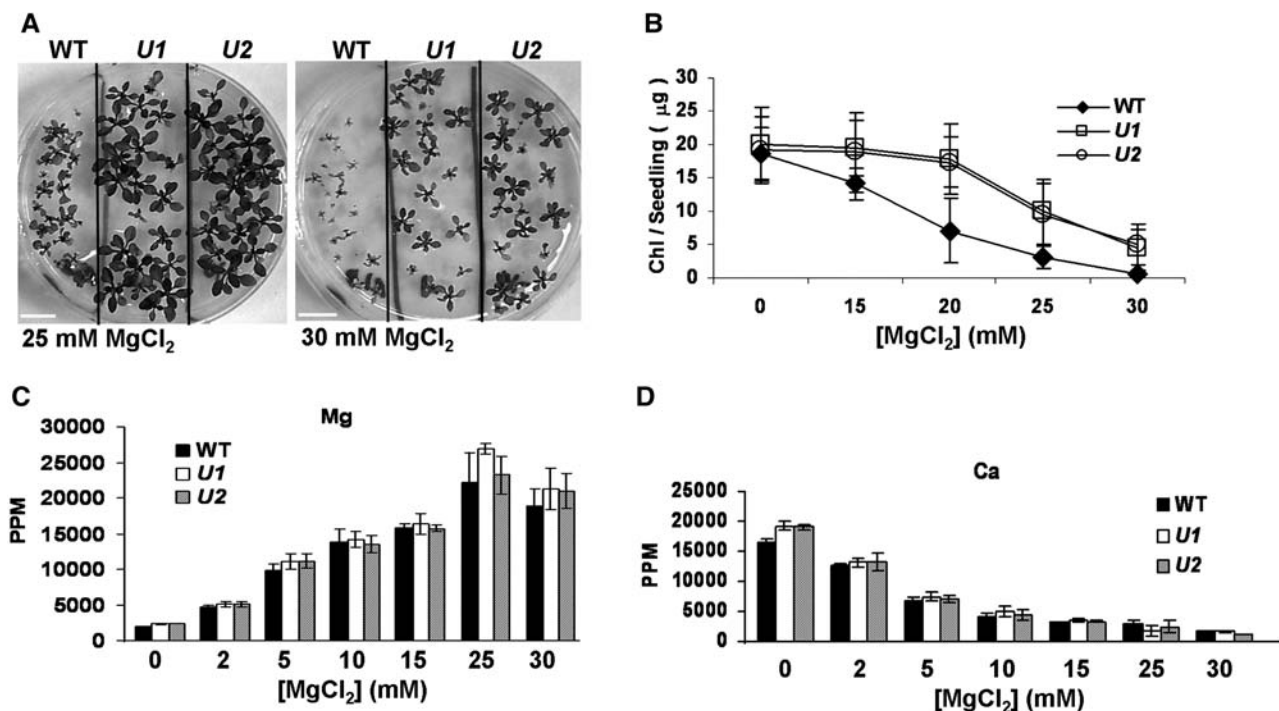 A
WT U1 U2 WT U1 U2
25 mM MgCl₂ 30 mM MgCl₂
B
30
25
20
15
10
5
0
Chl / Seedling ( µg)
WT
U1
U2
0 15 20 25 30
[MgCl₂] (mM)
C
Mg
30000
25000
20000
15000
10000
5000
0
PPM
WT
U1
U2
0 2 5 10 15 25 30
[MgCl₂] (mM)
D
Ca
25000
20000
15000
10000
5000
0
PPM
WT
U1
U2
0 2 5 10 15 25 30
[MgCl₂] (mM)